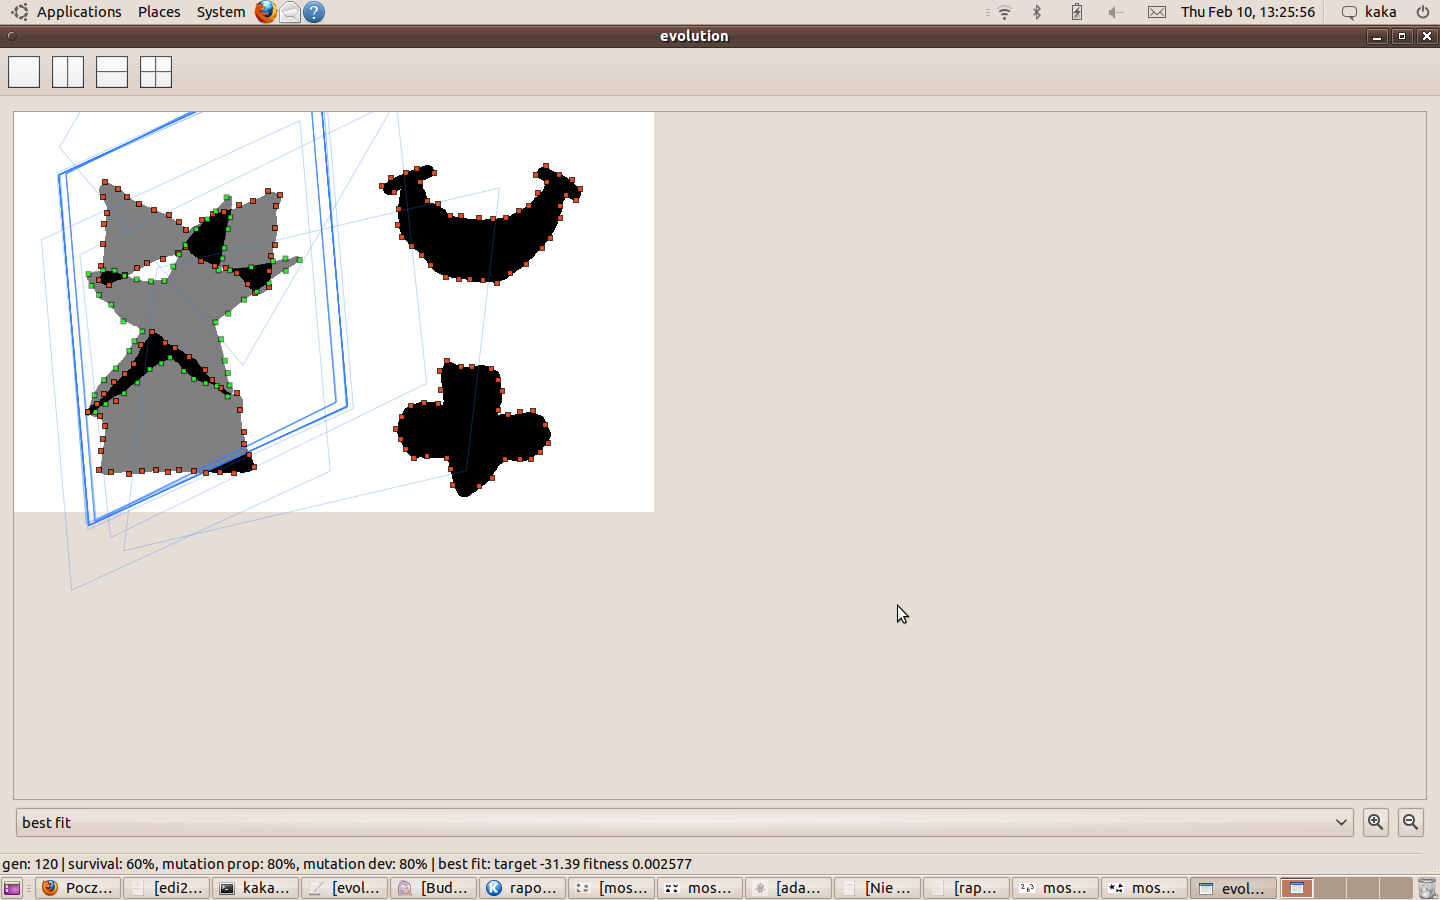 Applications Places System Thu Feb 10, 13:25:56 kaka
evolution
best fit
gen: 120 | survival: 60%, mutation prop: 80%, mutation dev: 80% | best fit: target -31.39 fitness 0.002577
Pocz... [edi2... kaka... [evol... [Bud... rapo... [mos... mos... [ada... [Nie ... [rap... mos... mos... evol...